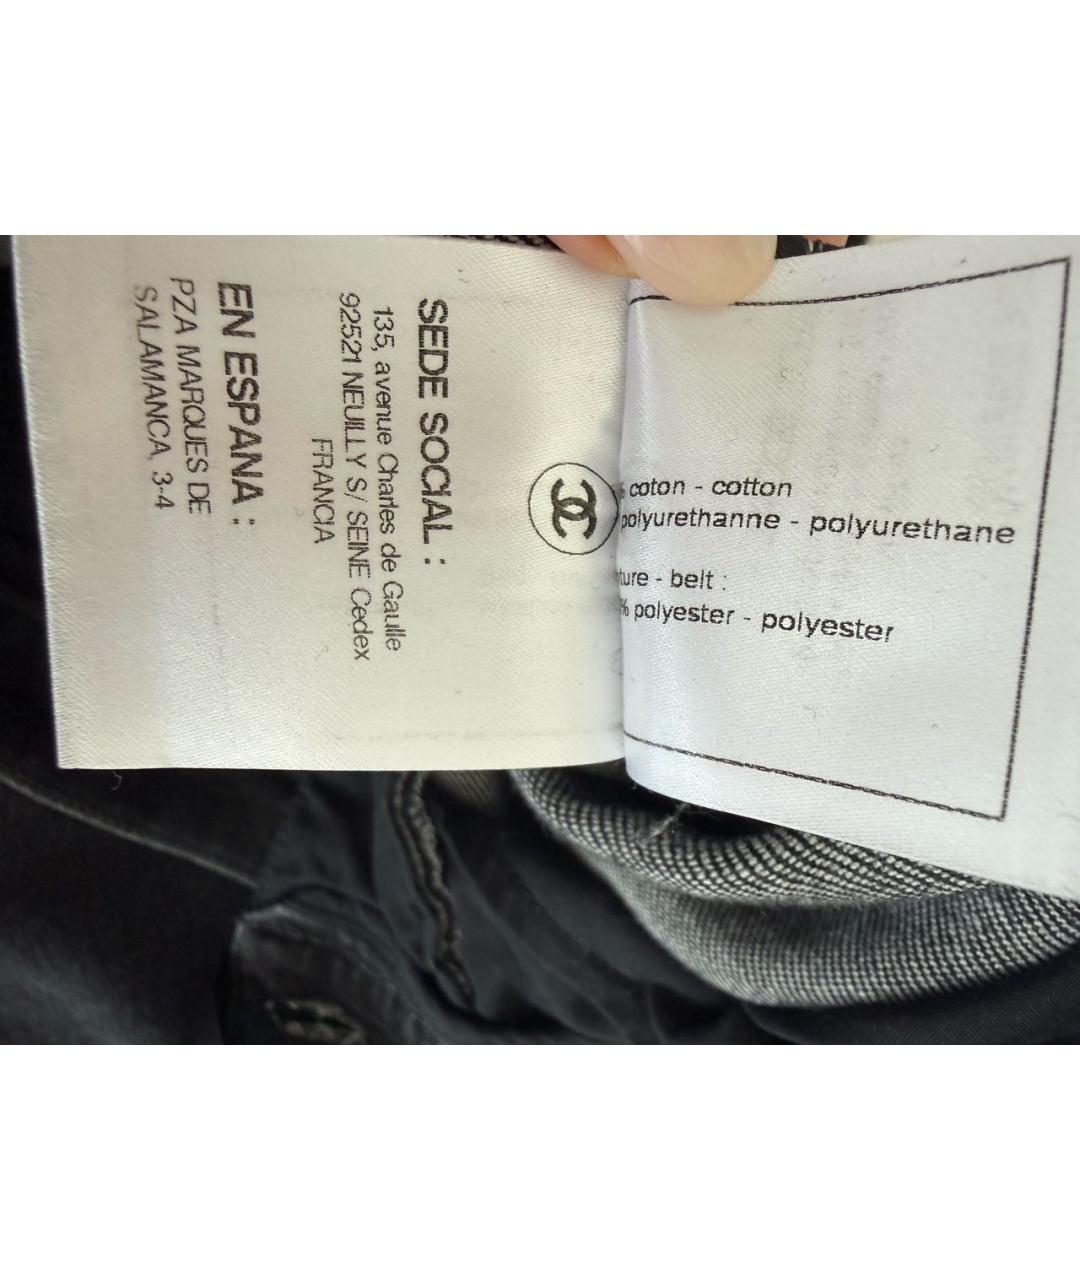 SEDE SOCIAL :
135, avenue Charles de Gaulle
92521 NEUILLY S/ SEINE Cedex
FRANCIA
EN ESPANA :
PZA MARQUES DE
SALAMANCA, 3-4
% coton - cotton
polyurethanne - polyurethane
ture - belt :
% polyester - polyester